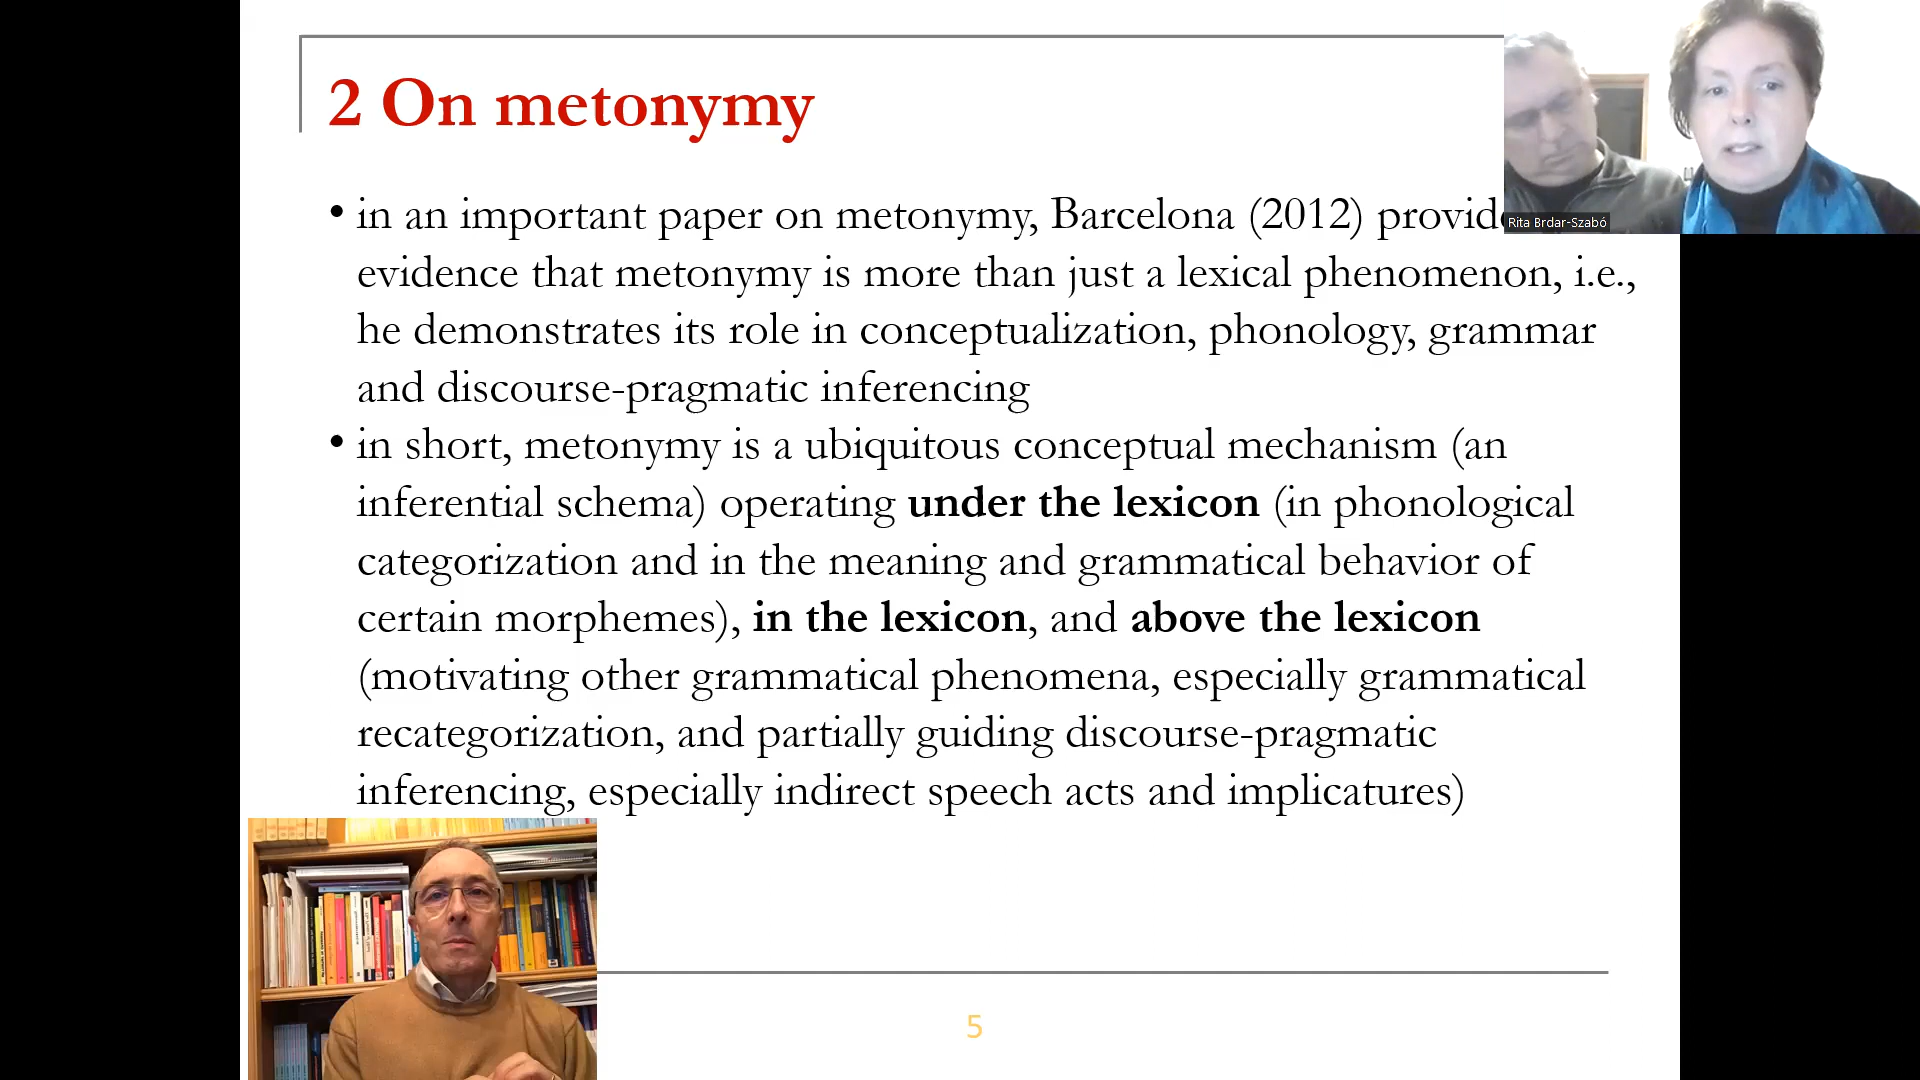 2 On metonymy
• in an important paper on metonymy, Barcelona (2012)
evidence that metonymy is more than just a lexical phenomenon, i.e.,
he demonstrates its role in conceptualization, phonology, grammar
and discourse-pragmatic inferencing
• in short, metonymy is a ubiquitous conceptual mechanism (an
inferential schema) operating under the lexicon (in phonological
categorization and in the meaning and grammatical behavior of
certain morphemes), in the lexicon, and above the lexicon
(motivating other grammatical phenomena, especially grammatical
recategorization, and partially guiding discourse-pragmatic
inferencing, especially indirect speech acts and implicatures)
5
Rita Brdar-Szabó